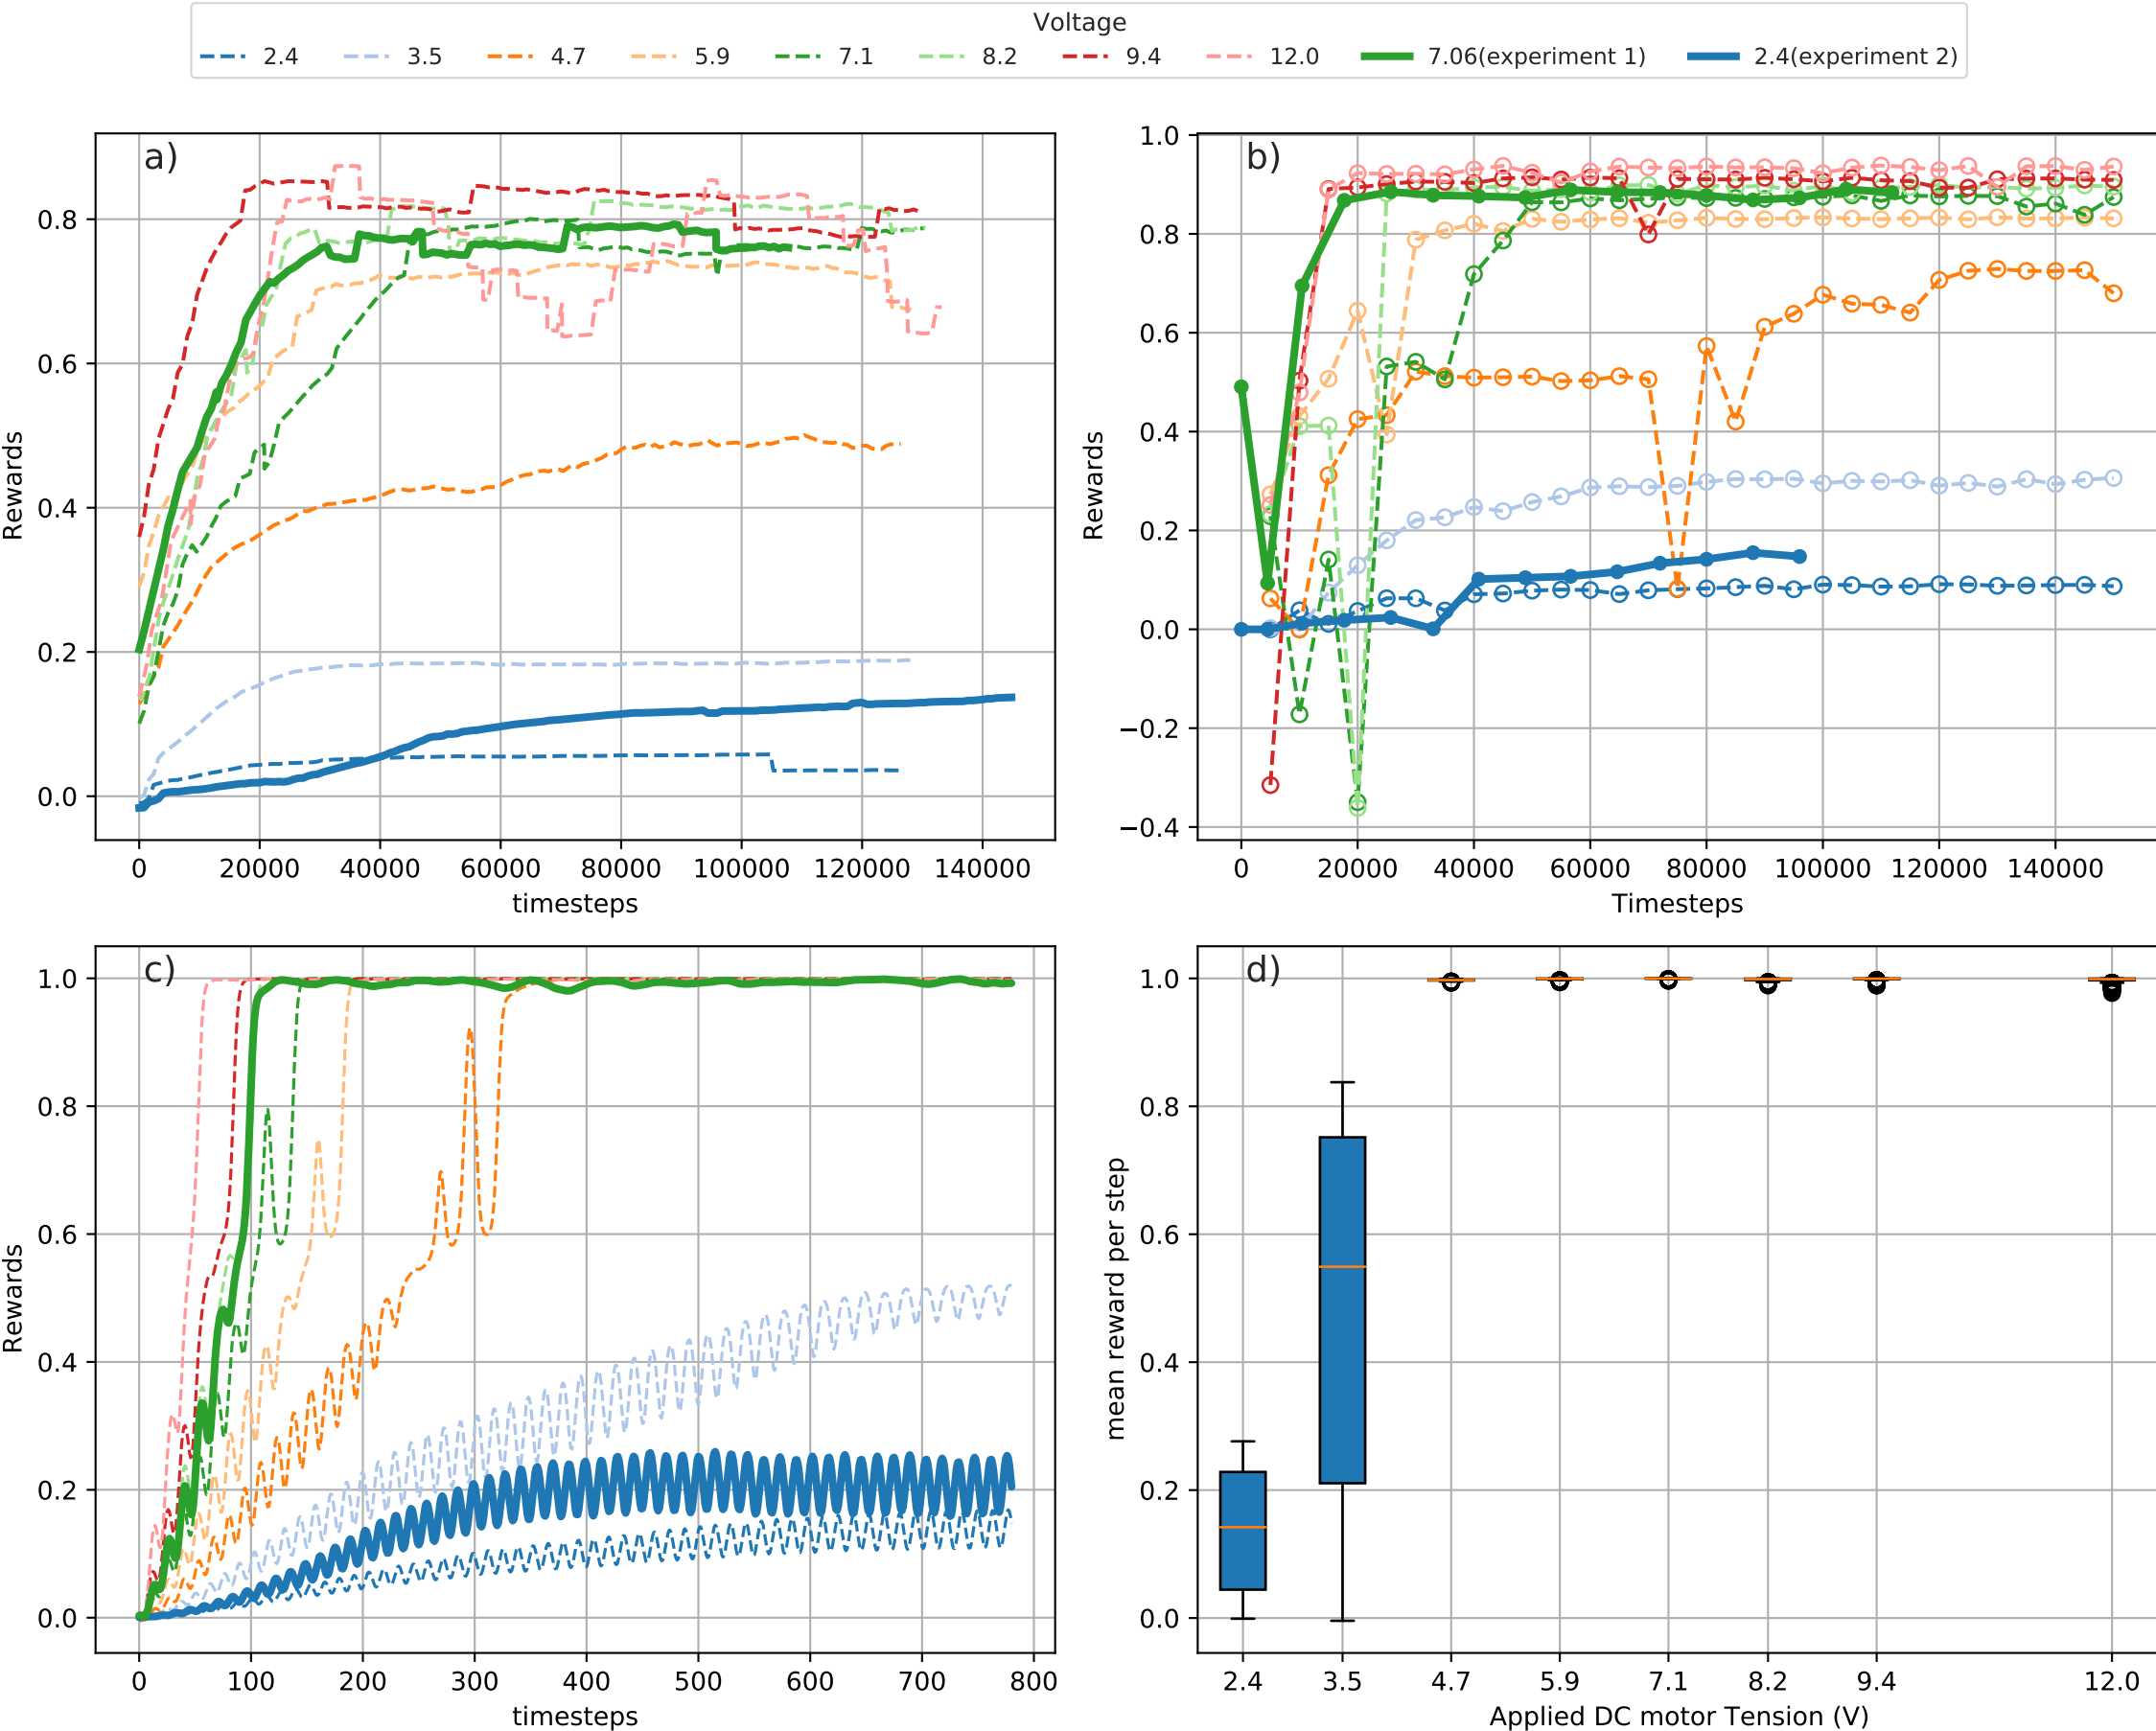 Voltage
2.4 3.5 4.7 5.9 7.1 8.2 9.4 12.0 7.06(experiment 1) 2.4(experiment 2)
a)
Rewards
0.8
0.6
0.4
0.2
0.0
0 20000 40000 60000 80000 100000 120000 140000
timesteps
b)
Rewards
1.0
0.8
0.6
0.4
0.2
0.0
−0.2
−0.4
0 20000 40000 60000 80000 100000 120000 140000
Timesteps
c)
Rewards
1.0
0.8
0.6
0.4
0.2
0.0
0 100 200 300 400 500 600 700 800
timesteps
d)
mean reward per step
1.0
0.8
0.6
0.4
0.2
0.0
2.4 3.5 4.7 5.9 7.1 8.2 9.4 12.0
Applied DC motor Tension (V)